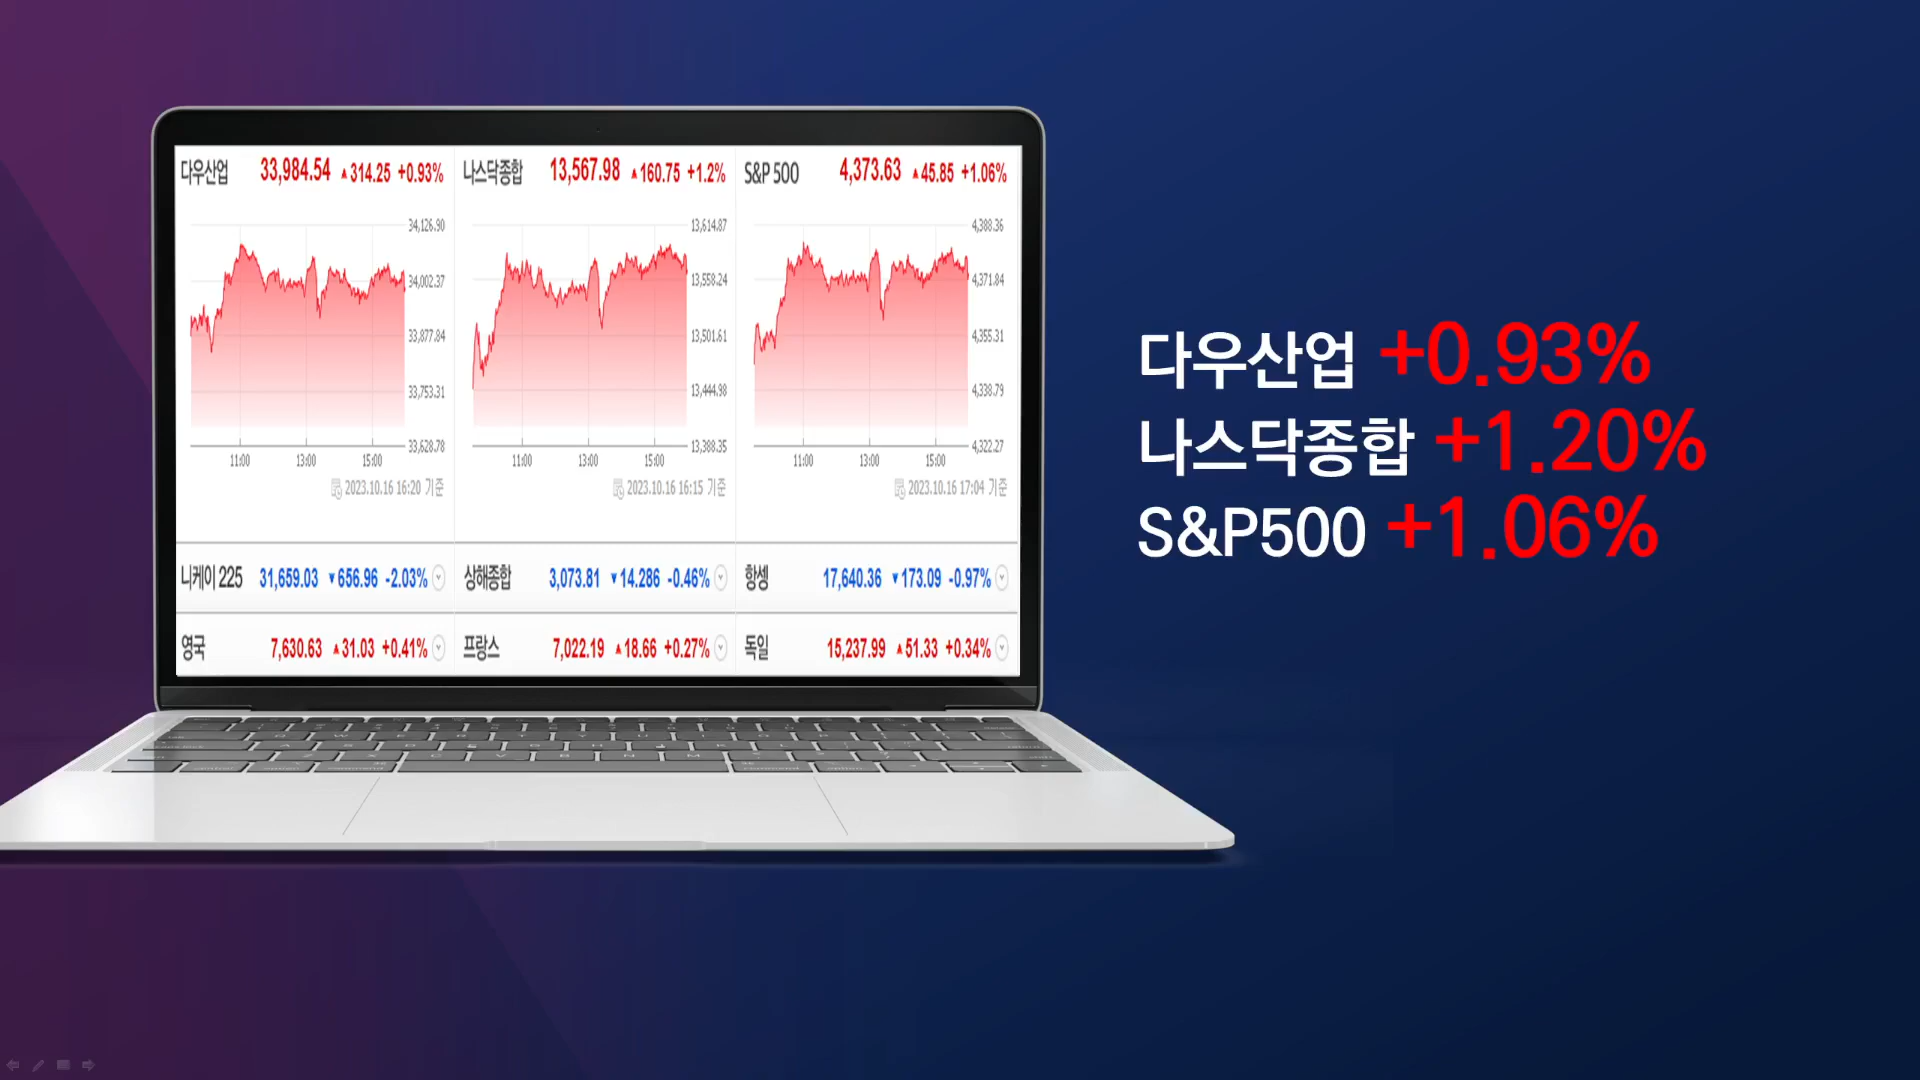 다우산업 33,984.54 ▲314.25 +0.93%
34,126.90
34,002.37
33,877.84
33,753.31
33,628.78
11:00 13:00 15:00
2023.10.16 16:20 기준
나스닥종합 13,567.98 ▲160.75 +1.2%
13,614.87
13,558.24
13,501.61
13,444.98
13,388.35
11:00 13:00 15:00
2023.10.16 16:15 기준
S&P 500 4,373.63 ▲45.85 +1.06%
4,388.36
4,371.84
4,355.31
4,338.79
4,322.27
11:00 13:00 15:00
2023.10.16 17:04 기준
니케이 225 31,659.03 ▼656.96 -2.03%
상해종합 3,073.81 ▼14.286 -0.46%
항셍 17,640.36 ▼173.09 -0.97%
영국 7,630.63 ▲31.03 +0.41%
프랑스 7,022.19 ▲18.66 +0.27%
독일 15,237.99 ▲51.33 +0.34%
다우산업 +0.93%
나스닥종합 +1.20%
S&P500 +1.06%